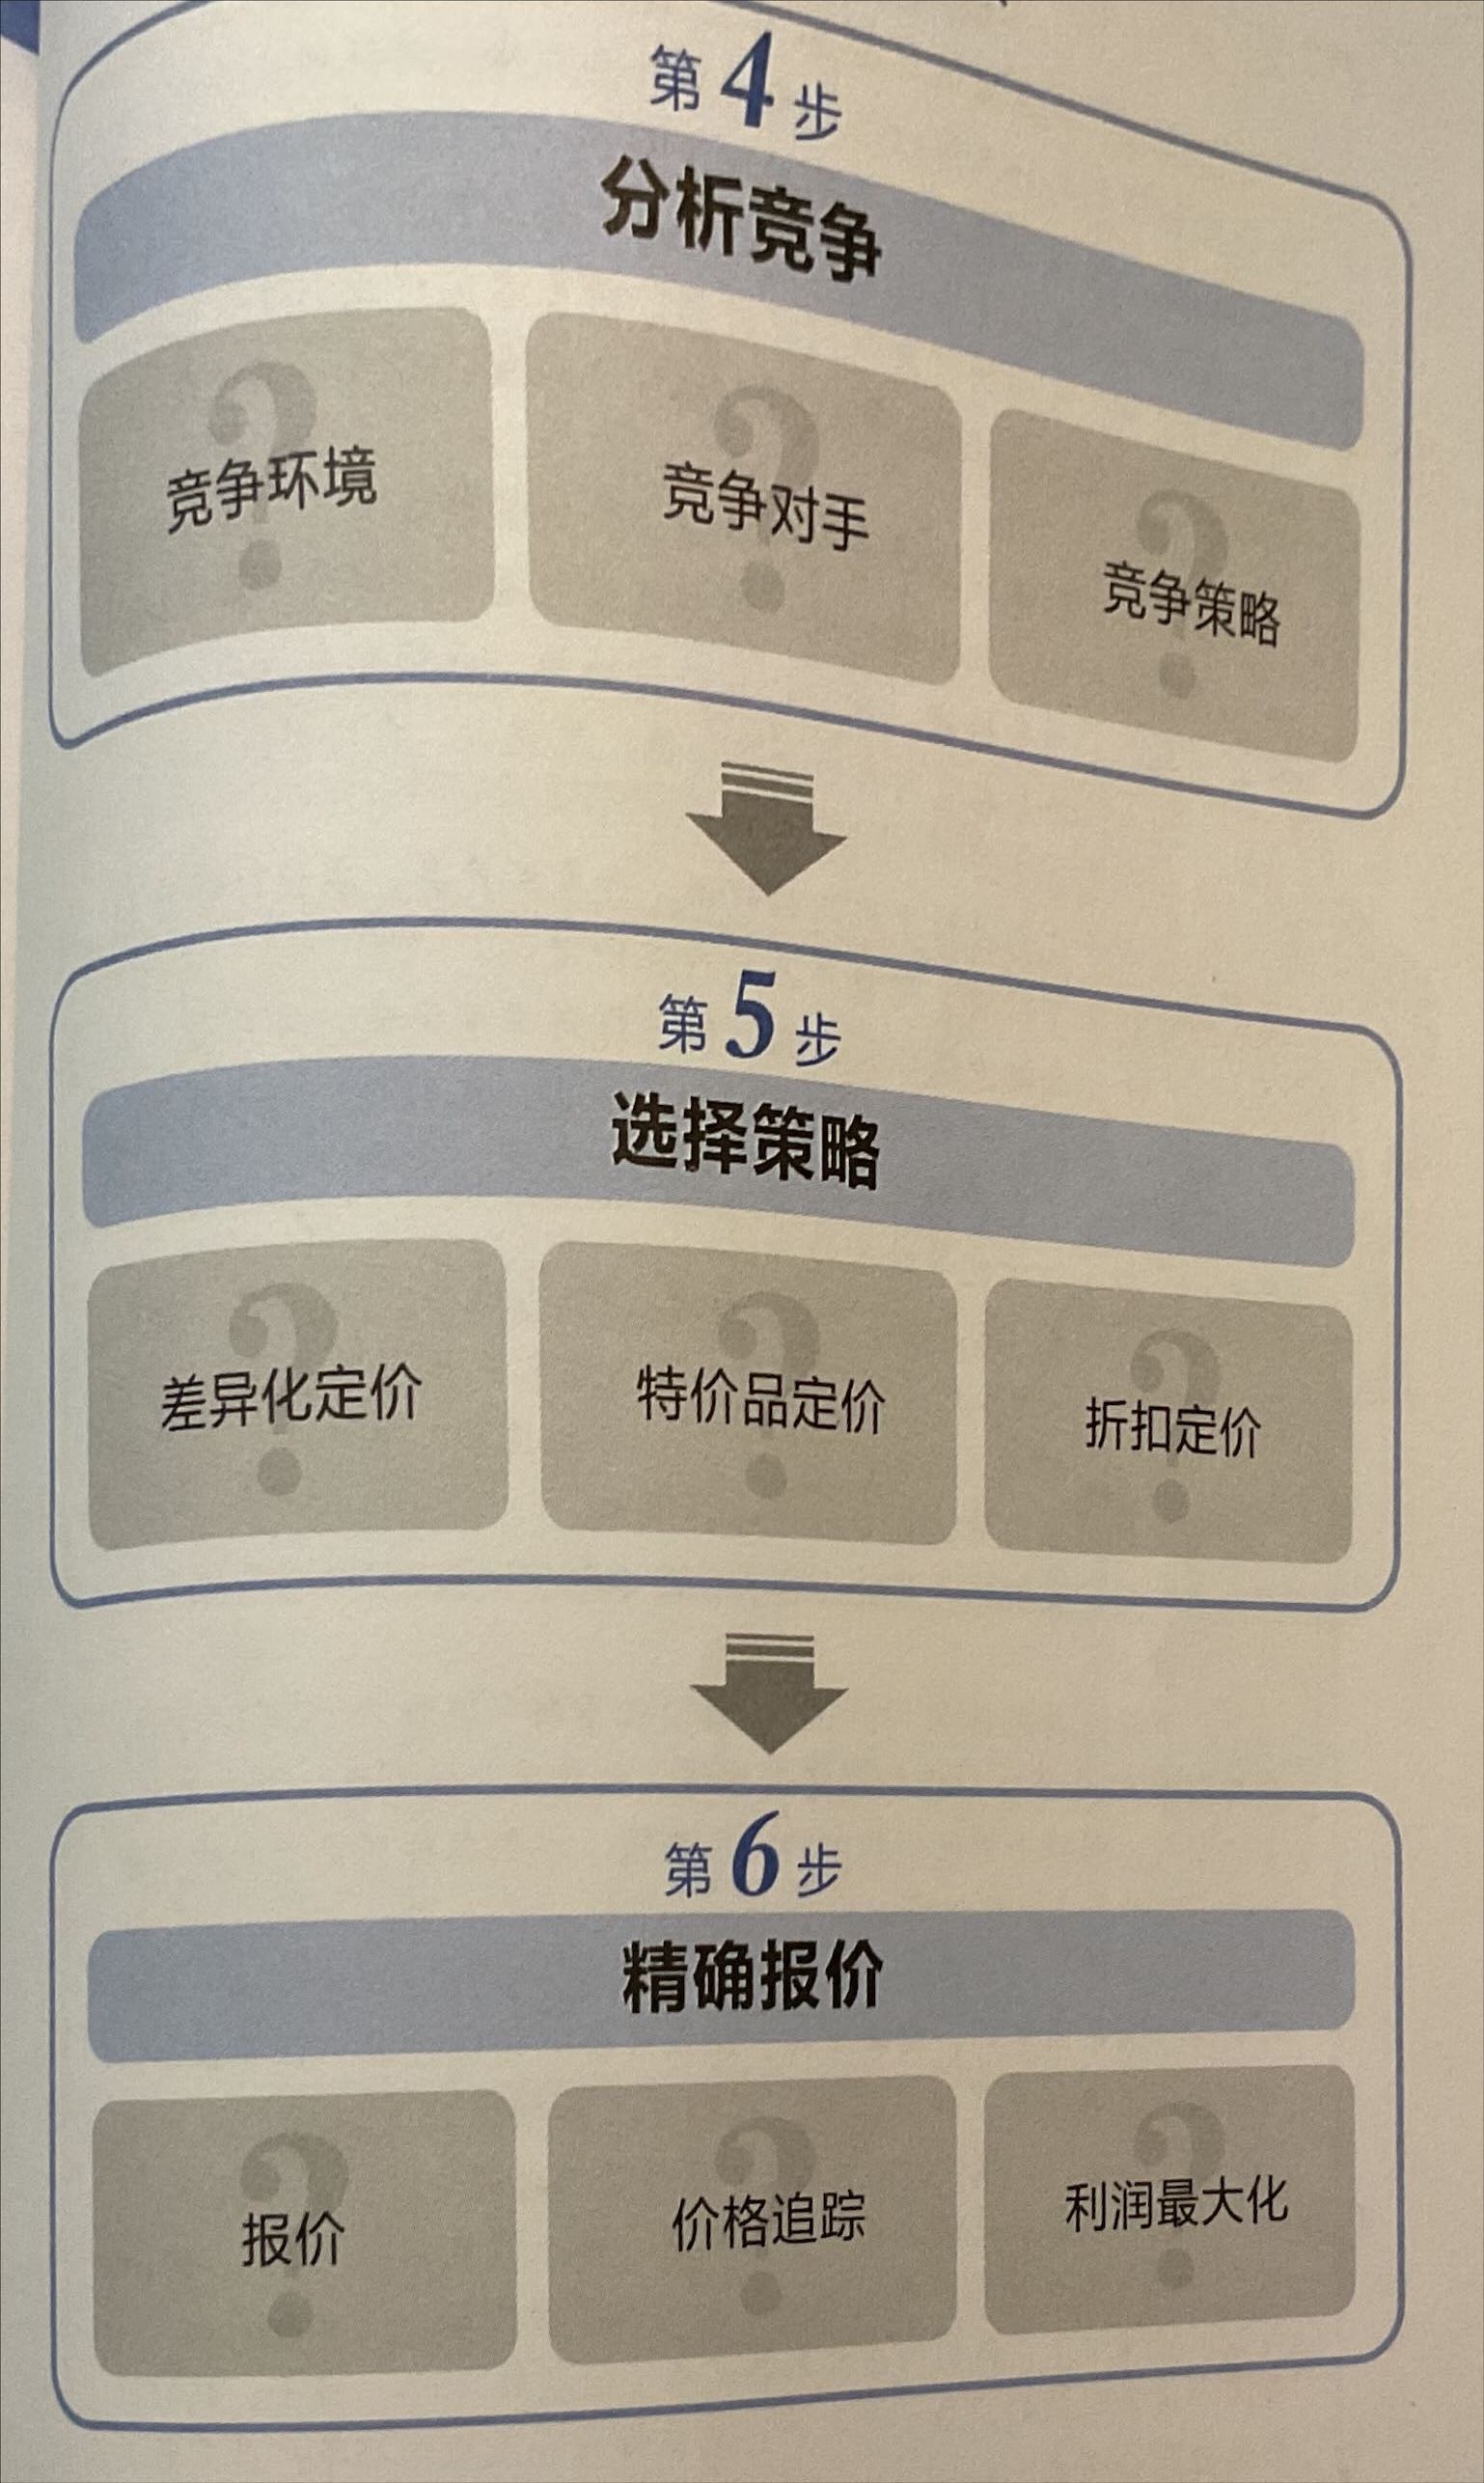 第4步
分析竞争
竞争环境
竞争对手
竞争策略
第5步
选择策略
差异化定价
特价品定价
折扣定价
第6步
精确报价
报价
价格追踪
利润最大化